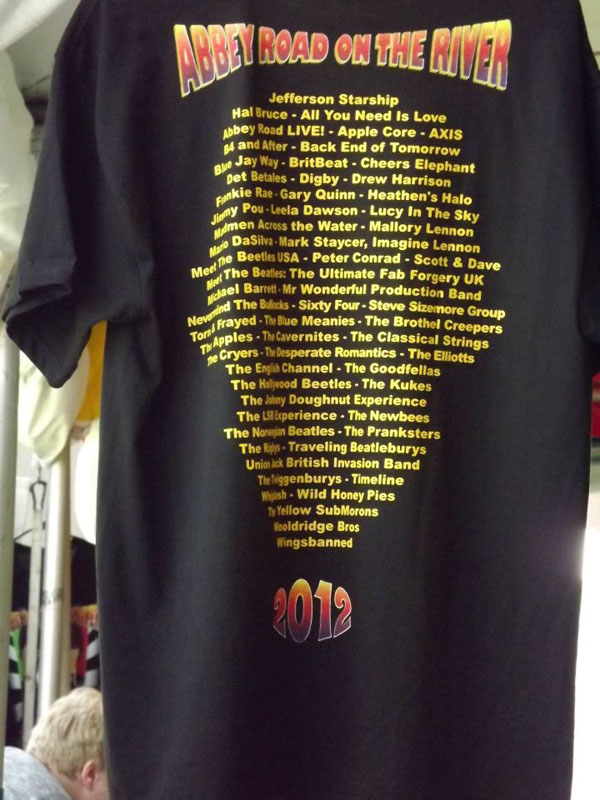 ABBEY ROAD ON THE RIVER
Jefferson Starship
Hal Bruce - All You Need Is Love
Abbey Road LIVE! - Apple Core - AXIS
B4 and After - Back End of Tomorrow
Blue Jay Way - BritBeat - Cheers Elephant
Det Betales - Digby - Drew Harrison
Frankie Rae - Gary Quinn - Heathen's Halo
Jimmy Pou - Leela Dawson - Lucy In The Sky
Madmen Across the Water - Mallory Lennon
Mario DaSilva - Mark Staycer, Imagine Lennon
Meet The Beetles USA - Peter Conrad - Scott & Dave
Meet The Beatles: The Ultimate Fab Forgery UK
Michael Barrett - Mr Wonderful Production Band
Nevermind The Bullocks - Sixty Four - Steve Sizemore Group
Torn & Frayed - The Blue Meanies - The Brothel Creepers
The Apples - The Cavernites - The Classical Strings
The Cryers - The Desperate Romantics - The Elliotts
The English Channel - The Goodfellas
The Hollywood Beetles - The Kukes
The Johnny Doughnut Experience
The LSB Experience - The Newbees
The Norwegian Beatles - The Pranksters
The Rigbys - Traveling Beatleburys
Union Jack British Invasion Band
The Twiggenburys - Timeline
Whiplash - Wild Honey Pies
The Yellow SubMorons
Wooldridge Bros
Wingsbanned
2012